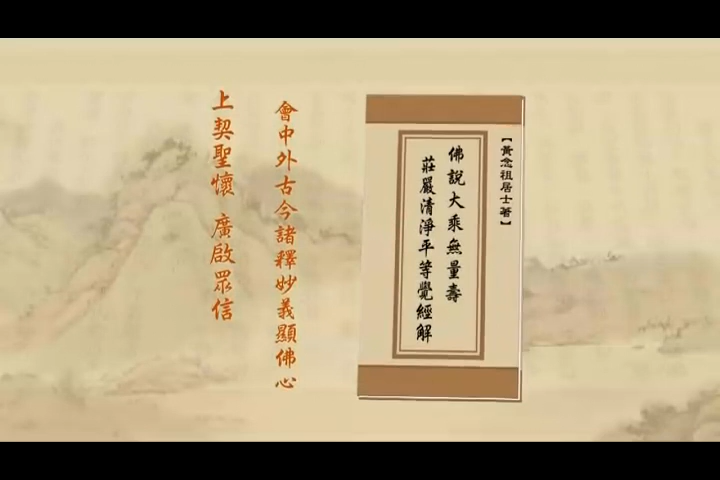 【黃念祖居士著】
佛說大乘無量壽
莊嚴清淨平等覺經解
會中外古今諸釋妙義顯佛心
上契聖懷 廣啟眾信